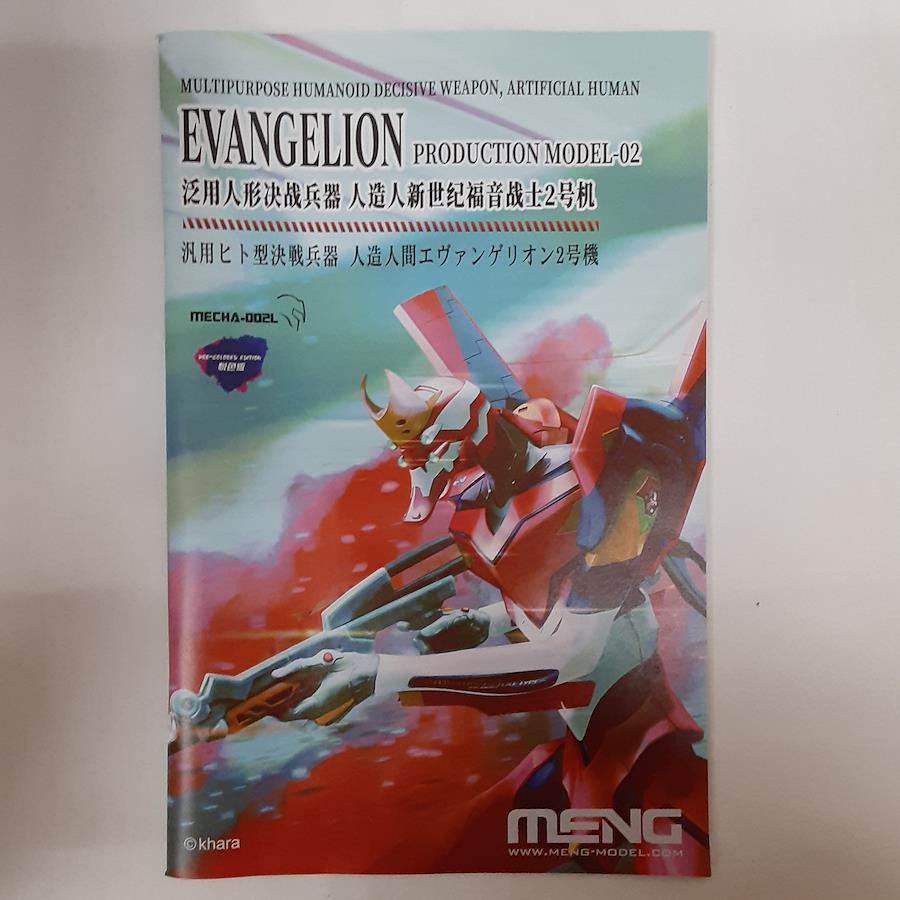 MULTIPURPOSE HUMANOID DECISIVE WEAPON, ARTIFICIAL HUMAN
EVANGELION PRODUCTION MODEL-02
泛用人形决战兵器 人造人新世纪福音战士2号机
汎用ヒト型決戦兵器 人造人間エヴァンゲリオン2号機
MECHA-002L
PRE-COLORED EDITION
©khara
MENG
WWW.MENG-MODEL.COM